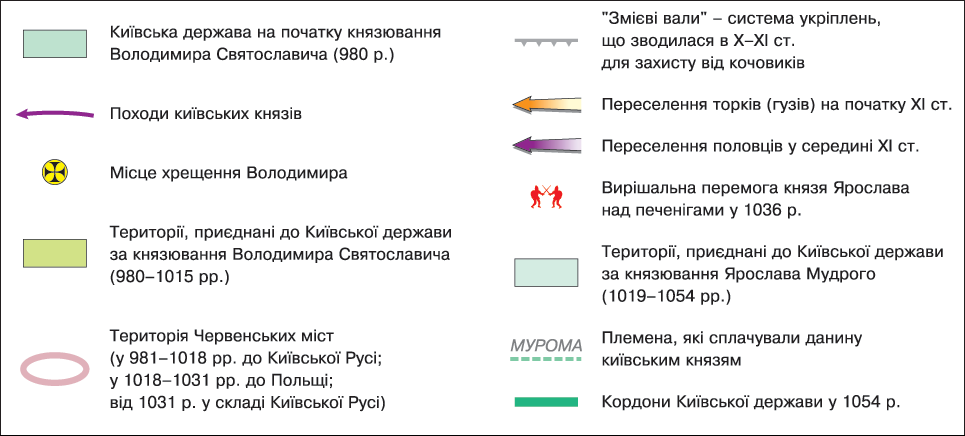 Київська держава на початку князювання
Володимира Святославича (980 р.)
Походи київських князів
Місце хрещення Володимира
Території, приєднані до Київської держави
за князювання Володимира Святославича
(980–1015 рр.)
Територія Червенських міст
(у 981–1018 рр. до Київської Русі;
у 1018–1031 рр. до Польщі;
від 1031 р. у складі Київської Русі)
"Змієві вали" – система укріплень,
що зводилася в X–XI ст.
для захисту від кочовиків
Переселення торків (гузів) на початку XI ст.
Переселення половців у середині XI ст.
Вирішальна перемога князя Ярослава
над печенігами у 1036 р.
Території, приєднані до Київської держави
за князювання Ярослава Мудрого
(1019–1054 рр.)
МУРОМА
Племена, які сплачували данину
київським князям
Кордони Київської держави у 1054 р.